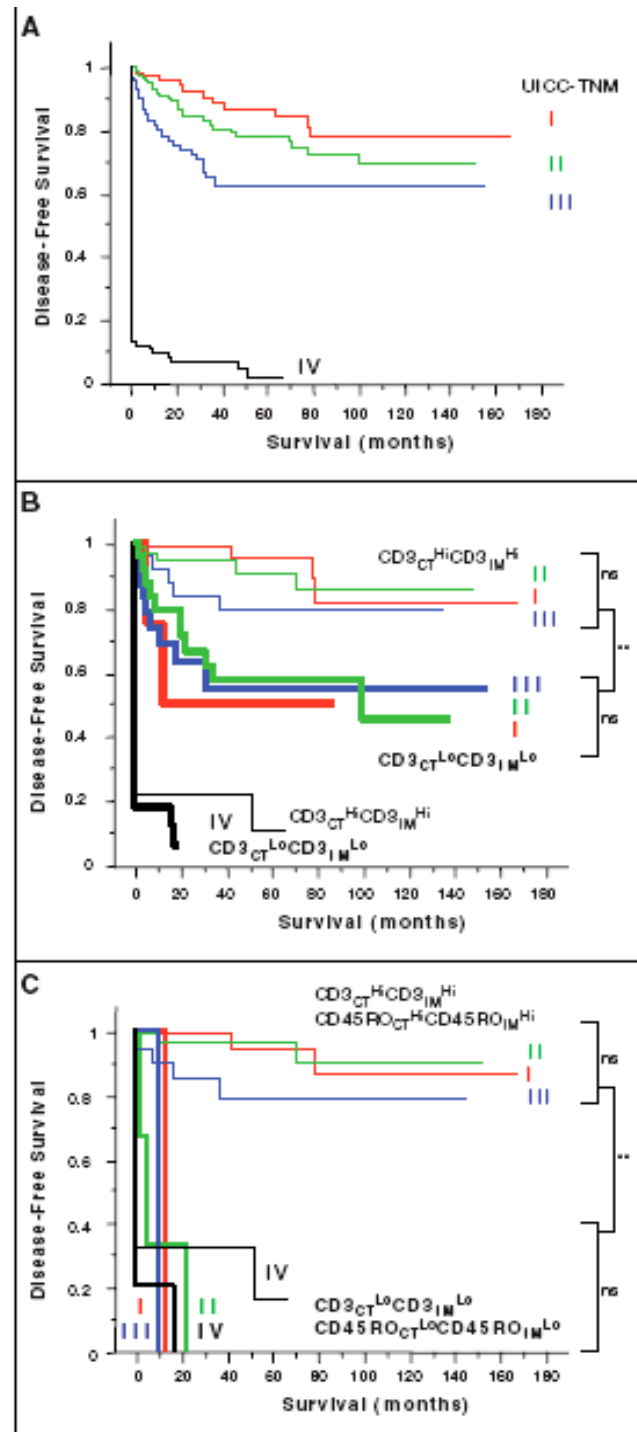 A
UICC-TNM
I
II
III
IV
Disease-Free Survival
1
0.8
0.6
0.4
0.2
0
0 20 40 60 80 100 120 140 160 180
Survival (months)
B
CD3CTHiCD3IMHi
II
I
III
ns
**
III
II
I
ns
CD3CTLoCD3IMLo
IV
CD3CTHiCD3IMHi
CD3CTLoCD3IMLo
Disease-Free Survival
1
0.8
0.6
0.4
0.2
0
0 20 40 60 80 100 120 140 160 180
Survival (months)
C
CD3CTHiCD3IMHi
CD45ROCTHiCD45ROIMHi
II
I
III
ns
**
ns
IV
I
II
III
IV
CD3CTLoCD3IMLo
CD45ROCTLoCD45ROIMLo
Disease-Free Survival
1
0.8
0.6
0.4
0.2
0
0 20 40 60 80 100 120 140 160 180
Survival (months)